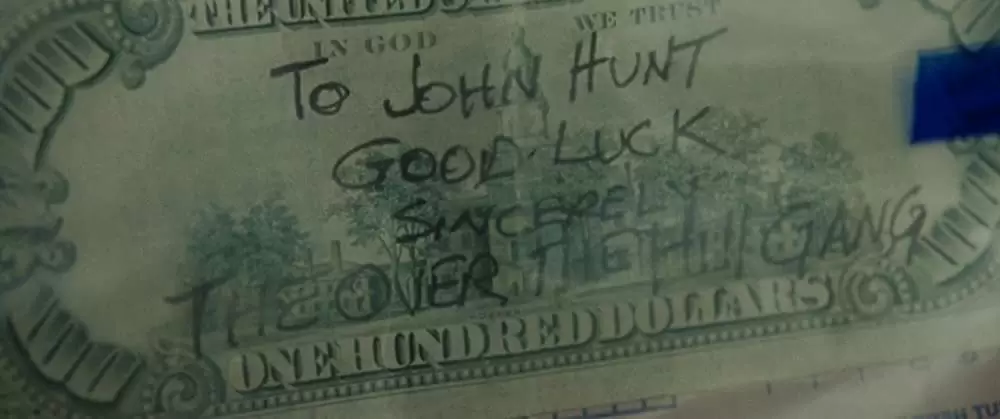 THE UNITED
IN GOD WE TRUST
TO JOHN HUNT
GOOD LUCK
SINCERELY
THE OVER THE HILL GANG
ONE HUNDRED DOLLARS